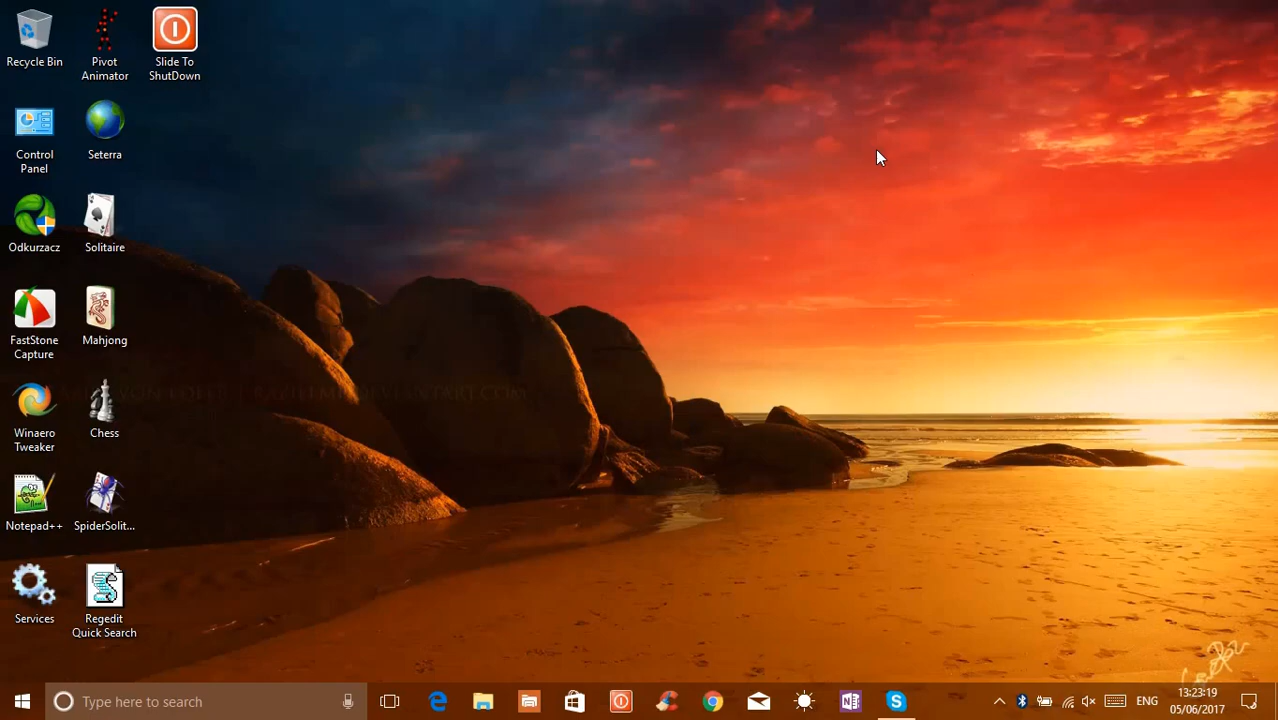 Recycle Bin
Pivot
Animator
Slide To
ShutDown
Control
Panel
Seterra
Odkurzacz
Solitaire
FastStone
Capture
Mahjong
Winaero
Tweaker
Chess
Notepad++
SpiderSolit...
Services
Regedit
Quick Search
Type here to search
ENG
13:23:19
05/06/2017